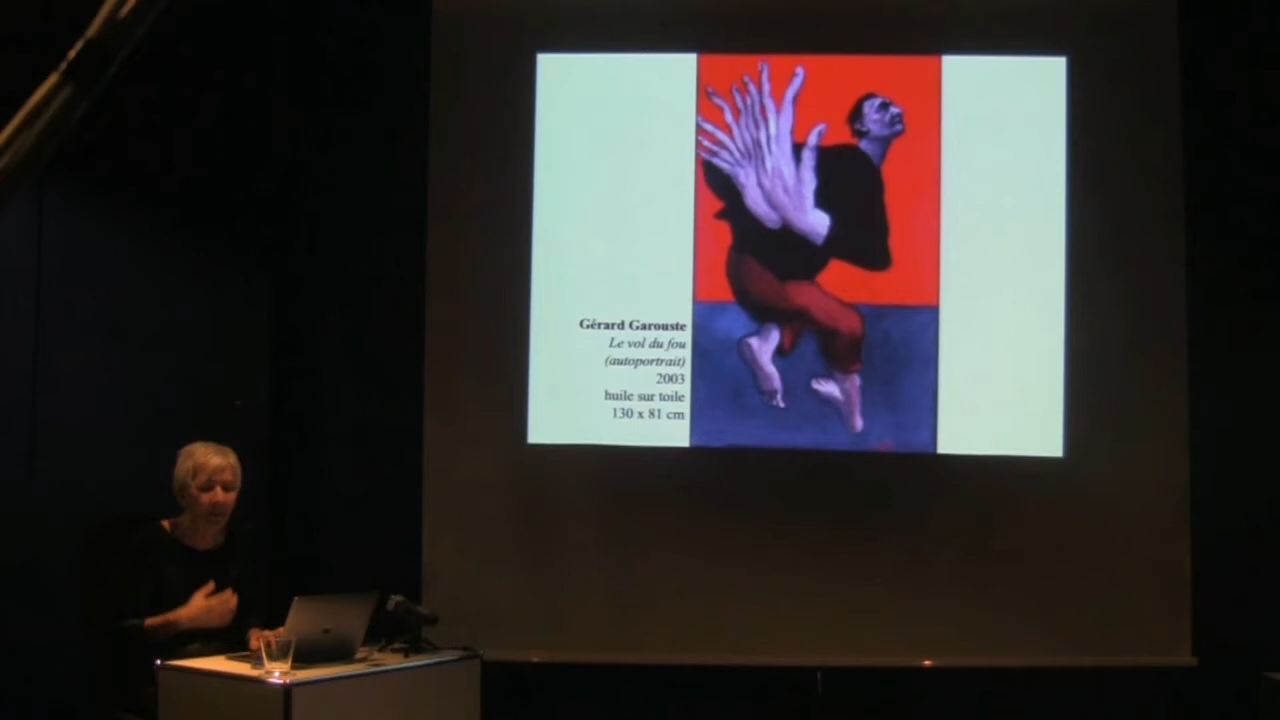 Gérard Garouste
Le vol du fou
(autoportrait)
2003
huile sur toile
130 x 81 cm